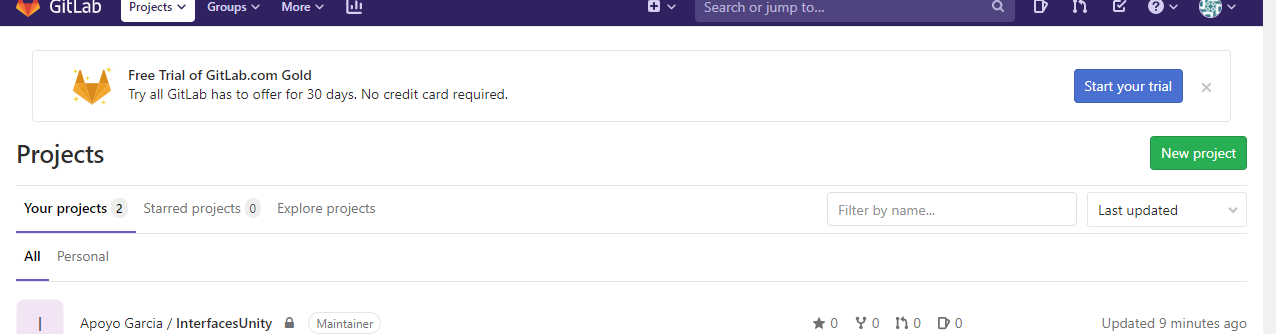 GitLab Projects Groups More Search or jump to...
Free Trial of GitLab.com Gold
Try all GitLab has to offer for 30 days. No credit card required.
Start your trial
Projects
New project
Your projects 2 Starred projects 0 Explore projects
Filter by name...
Last updated
All Personal
I
Apoyo Garcia / InterfacesUnity Maintainer 0 0 0 0 Updated 9 minutes ago